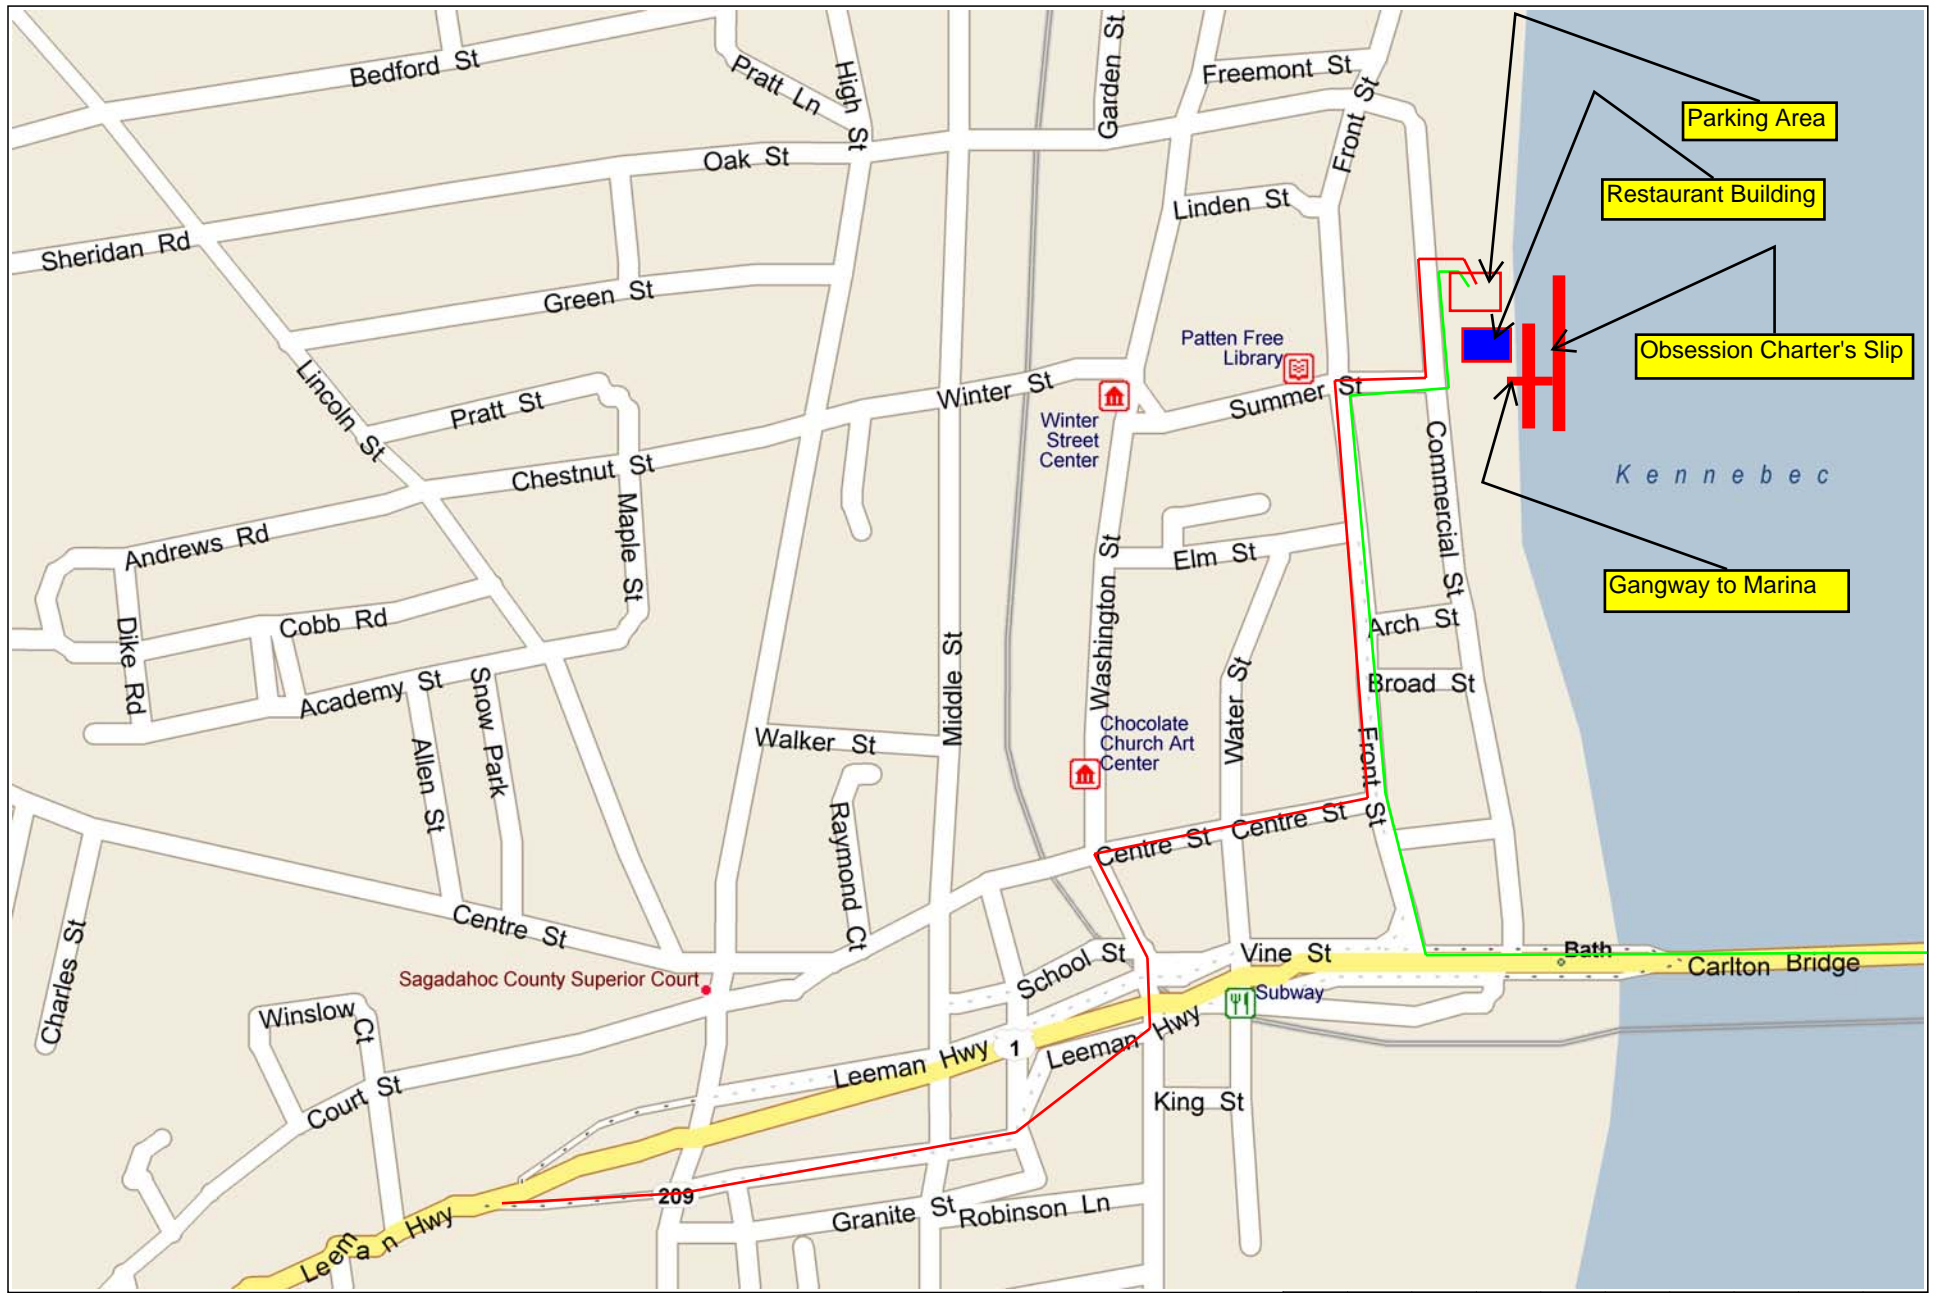 Bedford St
Pratt Ln
High St
Garden St
Freemont St
Front St
Parking Area
Oak St
Restaurant Building
Linden St
Sheridan Rd
Green St
Patten Free
Library
Obsession Charter's Slip
Lincoln St
Pratt St
Winter St
Summer St
Winter
Street
Center
Chestnut St
Commercial St
Kennebec
Andrews Rd
Maple St
Elm St
Washington St
Gangway to Marina
Cobb Rd
Dike Rd
Arch St
Academy St
Snow Park
Middle St
Water St
Broad St
Allen St
Walker St
Chocolate
Church Art
Center
Front St
Raymond Ct
Centre St
Centre St
Centre St
Charles St
School St
Vine St
Bath
Carlton Bridge
Sagadahoc County Superior Court
Subway
Winslow Ct
Leeman Hwy
1
Leeman Hwy
Court St
King St
209
Granite St
Robinson Ln
Leeman Hwy